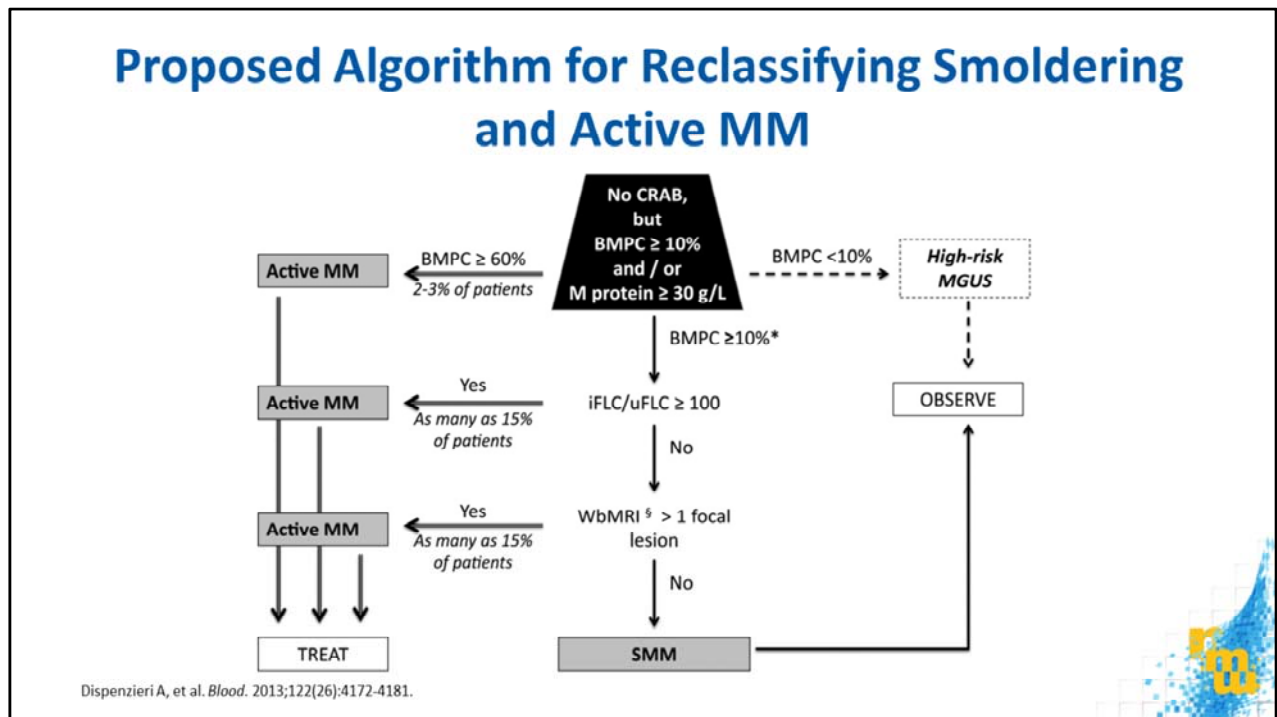 Proposed Algorithm for Reclassifying Smoldering
and Active MM
No CRAB,
but
BMPC ≥ 10%
and / or
M protein ≥ 30 g/L
BMPC ≥ 60%
2-3% of patients
Active MM
BMPC <10%
High-risk
MGUS
BMPC ≥10%*
iFLC/uFLC ≥ 100
Yes
As many as 15%
of patients
Active MM
OBSERVE
No
WbMRI § > 1 focal
lesion
Yes
As many as 15%
of patients
Active MM
No
TREAT
SMM
Dispenzieri A, et al. Blood. 2013;122(26):4172-4181.